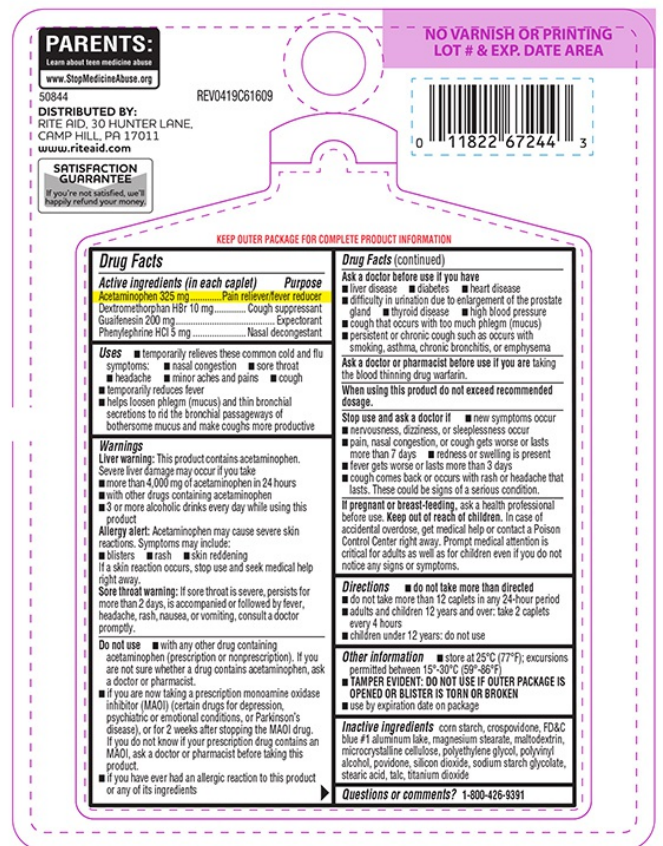 PARENTS:
Learn about teen medicine abuse
www.StopMedicineAbuse.org
50844
REV0419C61609
DISTRIBUTED BY:
RITE AID, 30 HUNTER LANE,
CAMP HILL, PA 17011
www.riteaid.com
SATISFACTION
GUARANTEE
If you're not satisfied, we'll
happily refund your money.
NO VARNISH OR PRINTING
LOT # & EXP. DATE AREA
0 11822 67244 3
KEEP OUTER PACKAGE FOR COMPLETE PRODUCT INFORMATION
Drug Facts
Active ingredients (in each caplet) Purpose
Acetaminophen 325 mg.............Pain reliever/fever reducer
Dextromethorphan HBr 10 mg............. Cough suppressant
Guaifenesin 200 mg........................................ Expectorant
Phenylephrine HCl 5 mg....................... Nasal decongestant
Uses ■ temporarily relieves these common cold and flu
symptoms: ■ nasal congestion ■ sore throat
■ headache ■ minor aches and pains ■ cough
■ temporarily reduces fever
■ helps loosen phlegm (mucus) and thin bronchial
secretions to rid the bronchial passageways of
bothersome mucus and make coughs more productive
Warnings
Liver warning: This product contains acetaminophen.
Severe liver damage may occur if you take
■ more than 4,000 mg of acetaminophen in 24 hours
■ with other drugs containing acetaminophen
■ 3 or more alcoholic drinks every day while using this
product
Allergy alert: Acetaminophen may cause severe skin
reactions. Symptoms may include:
■ blisters ■ rash ■ skin reddening
If a skin reaction occurs, stop use and seek medical help
right away.
Sore throat warning: If sore throat is severe, persists for
more than 2 days, is accompanied or followed by fever,
headache, rash, nausea, or vomiting, consult a doctor
promptly.
Do not use ■ with any other drug containing
acetaminophen (prescription or nonprescription). If you
are not sure whether a drug contains acetaminophen, ask
a doctor or pharmacist.
■ if you are now taking a prescription monoamine oxidase
inhibitor (MAOI) (certain drugs for depression,
psychiatric or emotional conditions, or Parkinson's
disease), or for 2 weeks after stopping the MAOI drug.
If you do not know if your prescription drug contains an
MAOI, ask a doctor or pharmacist before taking this
product.
■ if you have ever had an allergic reaction to this product
or any of its ingredients
Drug Facts (continued)
Ask a doctor before use if you have
■ liver disease ■ diabetes ■ heart disease
■ difficulty in urination due to enlargement of the prostate
gland ■ thyroid disease ■ high blood pressure
■ cough that occurs with too much phlegm (mucus)
■ persistent or chronic cough such as occurs with
smoking, asthma, chronic bronchitis, or emphysema
Ask a doctor or pharmacist before use if you are taking
the blood thinning drug warfarin.
When using this product do not exceed recommended
dosage.
Stop use and ask a doctor if ■ new symptoms occur
■ nervousness, dizziness, or sleeplessness occur
■ pain, nasal congestion, or cough gets worse or lasts
more than 7 days ■ redness or swelling is present
■ fever gets worse or lasts more than 3 days
■ cough comes back or occurs with rash or headache that
lasts. These could be signs of a serious condition.
If pregnant or breast-feeding, ask a health professional
before use. Keep out of reach of children. In case of
accidental overdose, get medical help or contact a Poison
Control Center right away. Prompt medical attention is
critical for adults as well as for children even if you do not
notice any signs or symptoms.
Directions ■ do not take more than directed
■ do not take more than 12 caplets in any 24-hour period
■ adults and children 12 years and over: take 2 caplets
every 4 hours
■ children under 12 years: do not use
Other information ■ store at 25°C (77°F); excursions
permitted between 15°-30°C (59°-86°F)
■ TAMPER EVIDENT: DO NOT USE IF OUTER PACKAGE IS
OPENED OR BLISTER IS TORN OR BROKEN
■ use by expiration date on package
Inactive ingredients corn starch, crospovidone, FD&C
blue #1 aluminum lake, magnesium stearate, maltodextrin,
microcrystalline cellulose, polyethylene glycol, polyvinyl
alcohol, povidone, silicon dioxide, sodium starch glycolate,
stearic acid, talc, titanium dioxide
Questions or comments? 1-800-426-9391